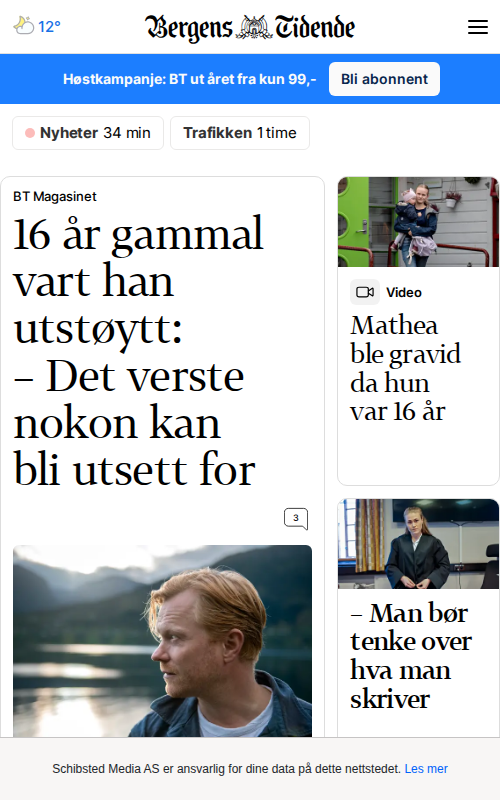 12°
Bergens Tidende
Høstkampanje: BT ut året fra kun 99,-
Bli abonnent
Nyheter 34 min
Trafikken 1 time
BT Magasinet
16 år gammal
vart han
utstøytt:
– Det verste
nokon kan
bli utsett for
3
Video
Mathea
ble gravid
da hun
var 16 år
– Man bør
tenke over
hva man
skriver
Schibsted Media AS er ansvarlig for dine data på dette nettstedet. Les mer